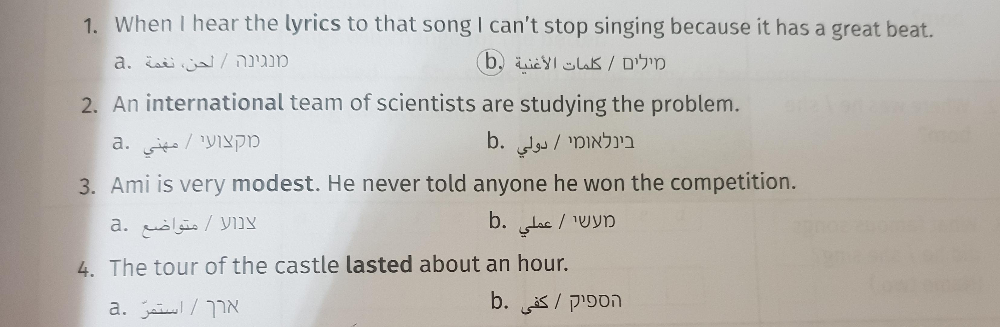 1. When I hear the lyrics to that song I can't stop singing because it has a great beat.
a. לحن، نغمة / מנגינה b. كلمات الأغنية / מילים
2. An international team of scientists are studying the problem.
a. مهني / מקצועי b. دولي / בינלאומי
3. Ami is very modest. He never told anyone he won the competition.
a. متواضع / צנוע b. عملي / מעשי
4. The tour of the castle lasted about an hour.
a. استمرّ / ארך b. كفى / הספיק